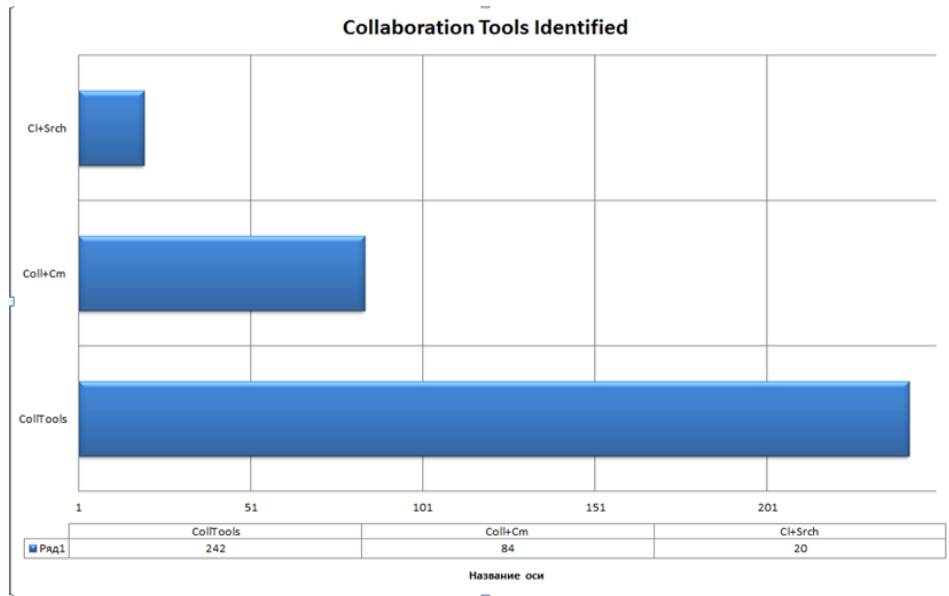 Collaboration Tools Identified
Cl+Srch
Coll+Cm
CollTools
1 51 101 151 201
CollTools Coll+Cm Cl+Srch
Ряд1 242 84 20
Название оси